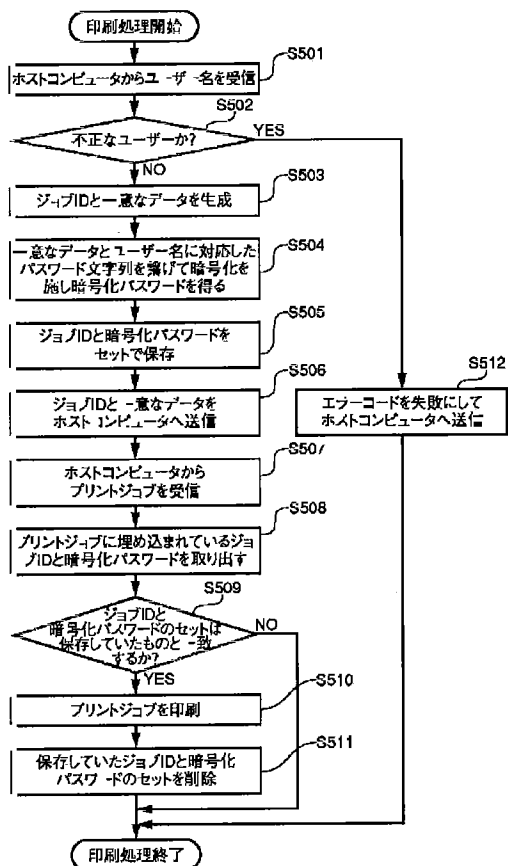 印刷処理開始
S501
ホストコンピュータからユーザー名を受信
S502
不正なユーザーか?
YES
NO
S503
ジョブIDと一意なデータを生成
S504
一意なデータとユーザー名に対応した
パスワード文字列を繋げて暗号化を
施し暗号化パスワードを得る
S505
ジョブIDと暗号化パスワードを
セットで保存
S506
ジョブIDと一意なデータを
ホストコンピュータへ送信
S512
エラーコードを失敗にして
ホストコンピュータへ送信
S507
ホストコンピュータから
プリントジョブを受信
S508
プリントジョブに埋め込まれているジョ
ブIDと暗号化パスワードを取り出す
S509
ジョブIDと
暗号化パスワードのセットは
保存していたものと一致
するか?
NO
YES
S510
プリントジョブを印刷
S511
保存していたジョブIDと暗号化
パスワードのセットを削除
印刷処理終了